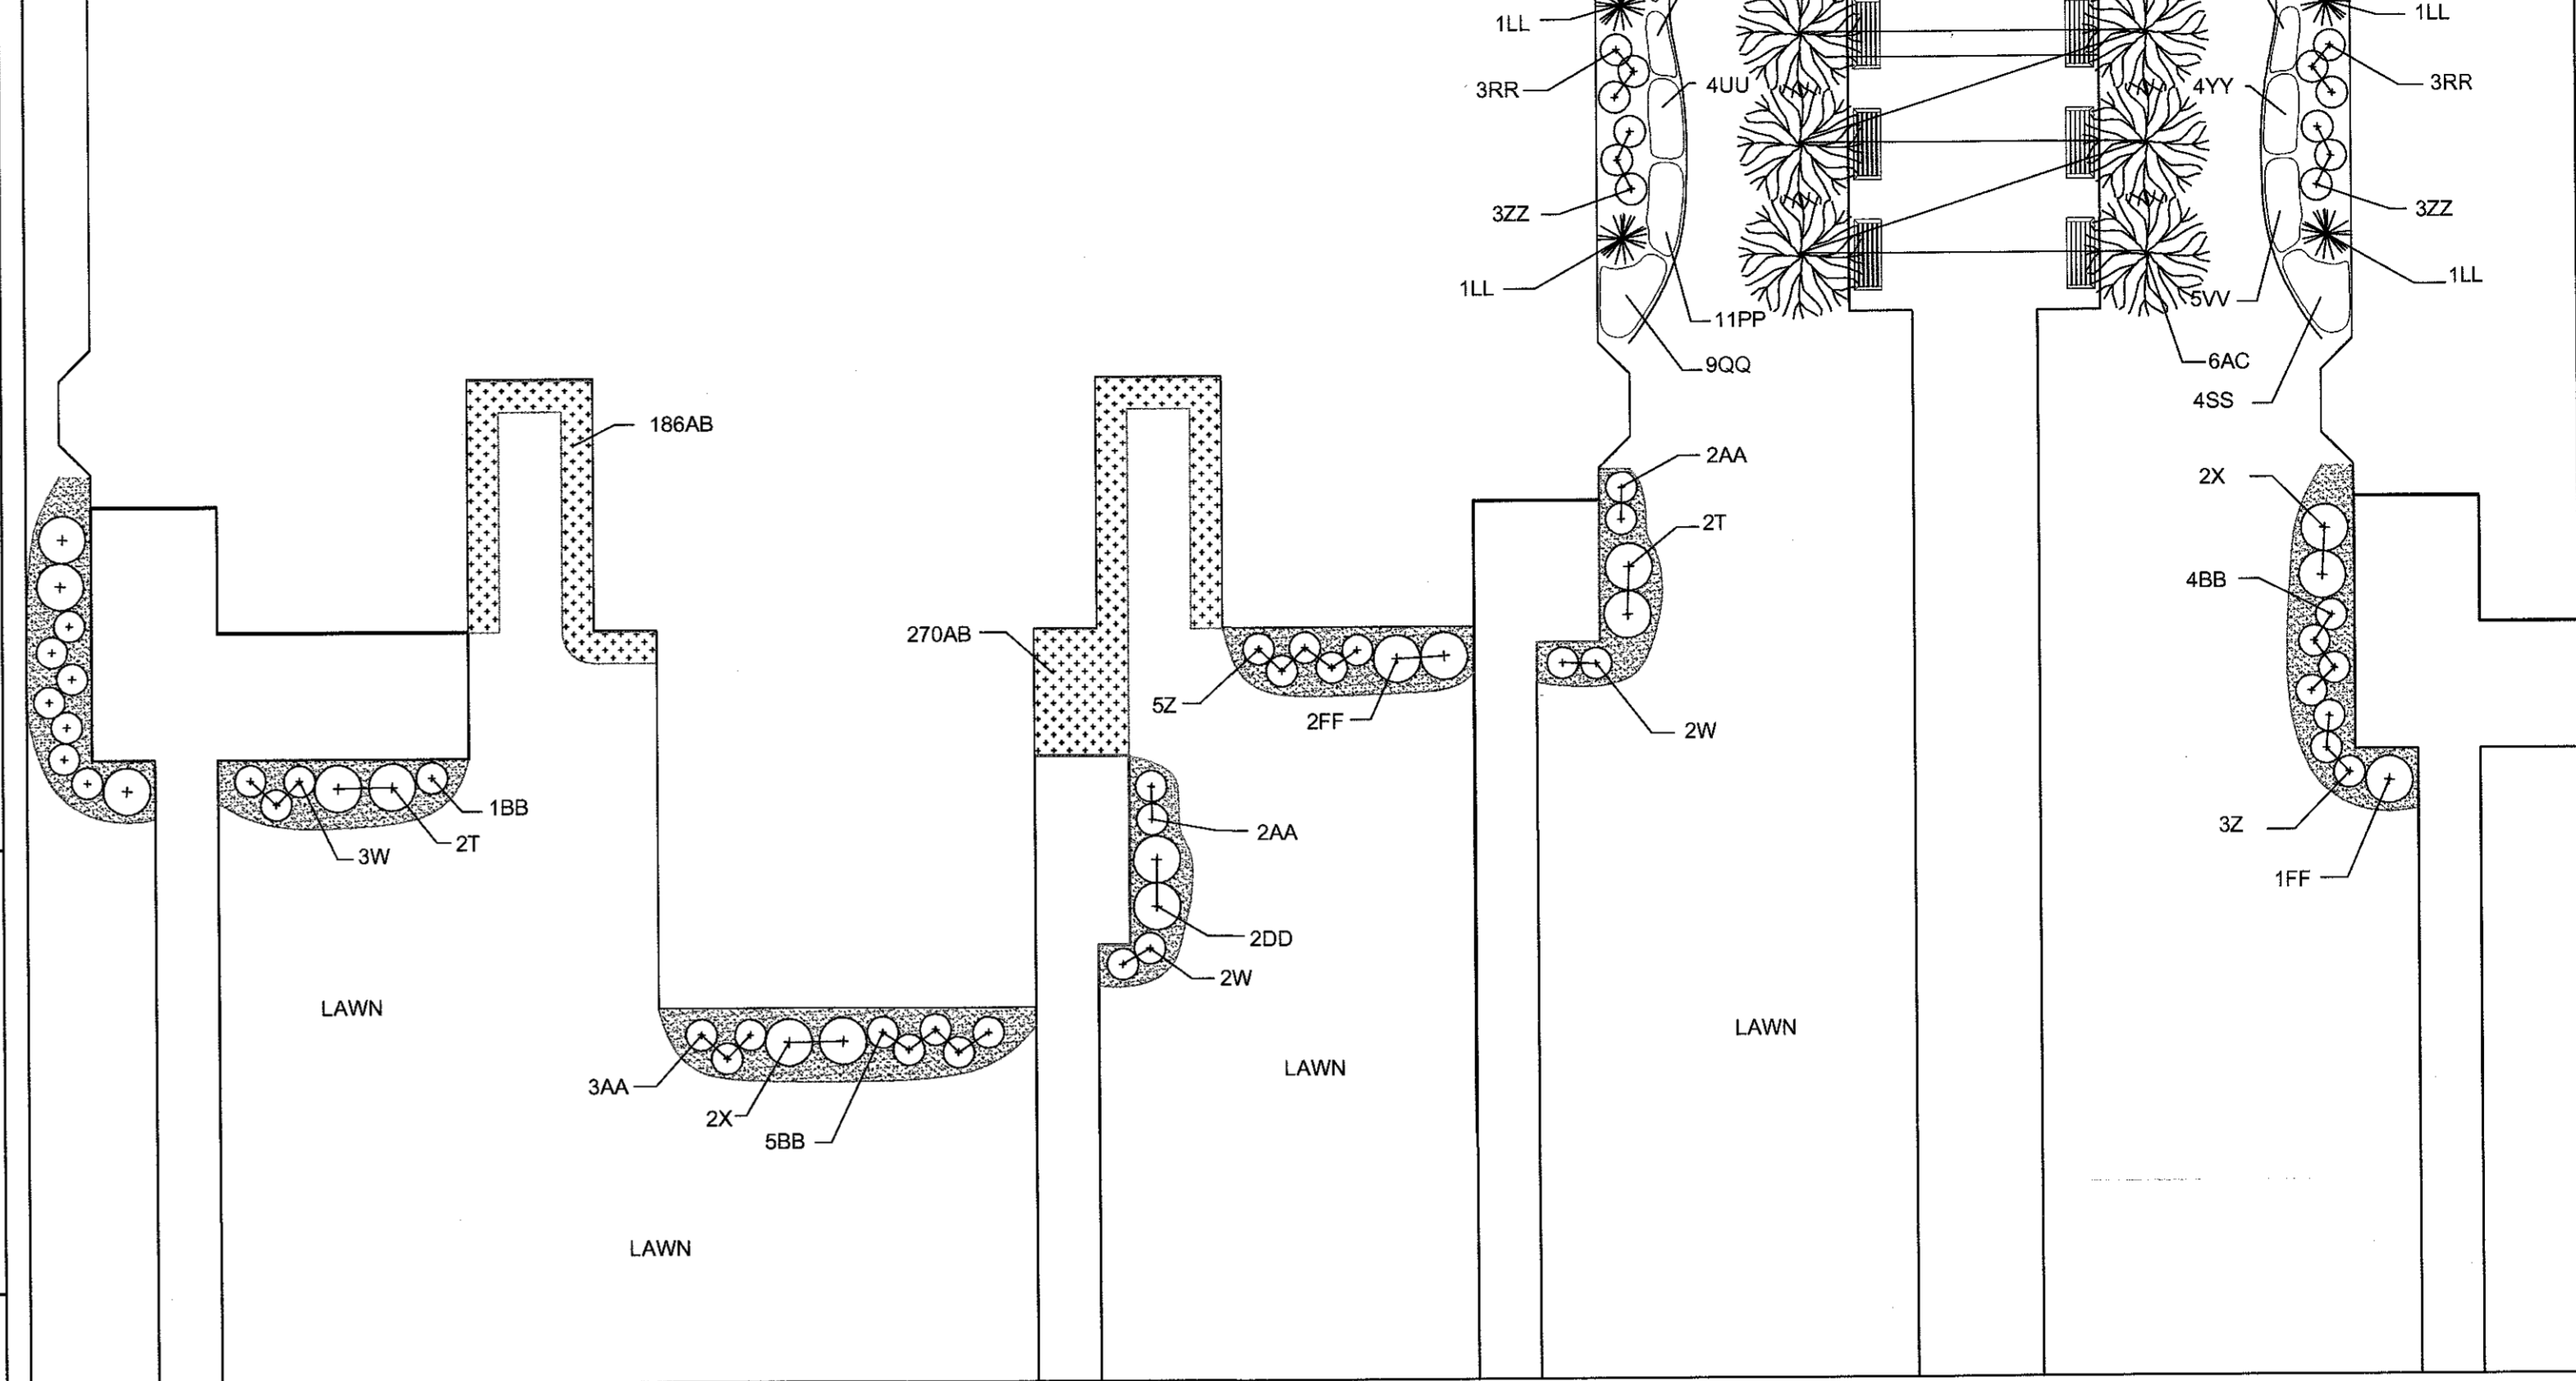 1LL
1LL
3RR
4UU
4YY
3RR
3ZZ
3ZZ
1LL
1LL
11PP
5VV
9QQ
6AC
4SS
186AB
2AA
2X
2T
4BB
270AB
5Z
2FF
2W
1BB
3W
2T
2AA
3Z
1FF
2DD
2W
LAWN
LAWN
LAWN
3AA
2X
5BB
LAWN